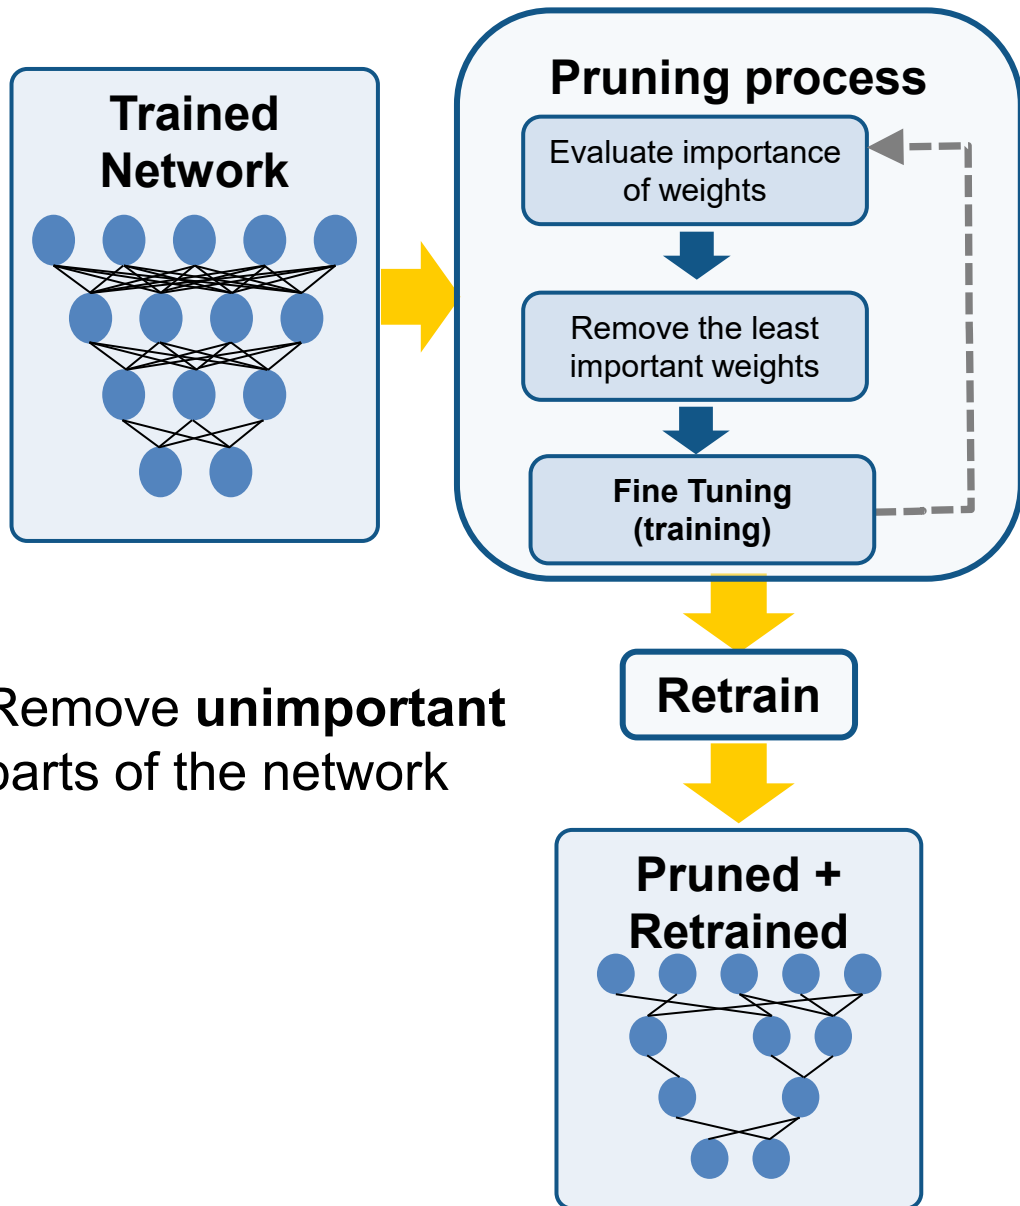 Trained
Network
Pruning process
Evaluate importance
of weights
Remove the least
important weights
Fine Tuning
(training)
Remove unimportant
parts of the network
Retrain
Pruned +
Retrained